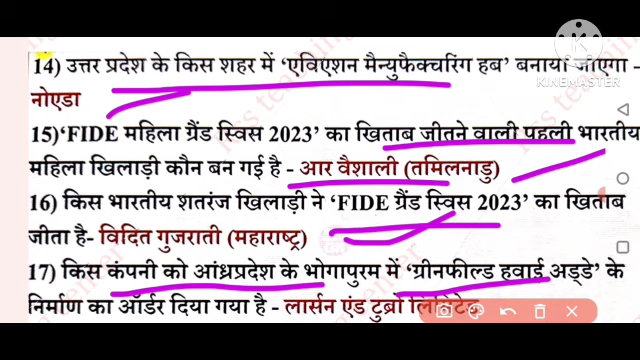 14) उत्तर प्रदेश के किस शहर में ‘एविएशन मैन्युफैक्चरिंग हब’ बनाया जाएगा -
नोएडा
15)‘FIDE महिला ग्रैंड स्विस 2023’ का खिताब जीतने वाली पहली भारतीय
महिला खिलाड़ी कौन बन गई है - आर वैशाली (तमिलनाडु)
16) किस भारतीय शतरंज खिलाड़ी ने ‘FIDE ग्रैंड स्विस 2023’ का खिताब
जीता है- विदित गुजराती (महाराष्ट्र)
17) किस कंपनी को आंध्रप्रदेश के भोगापुरम में ‘ग्रीनफील्ड हवाई अड्डे’ के
निर्माण का ऑर्डर दिया गया है - लार्सन एंड टुब्रो लिमिटेड
KINEMASTER